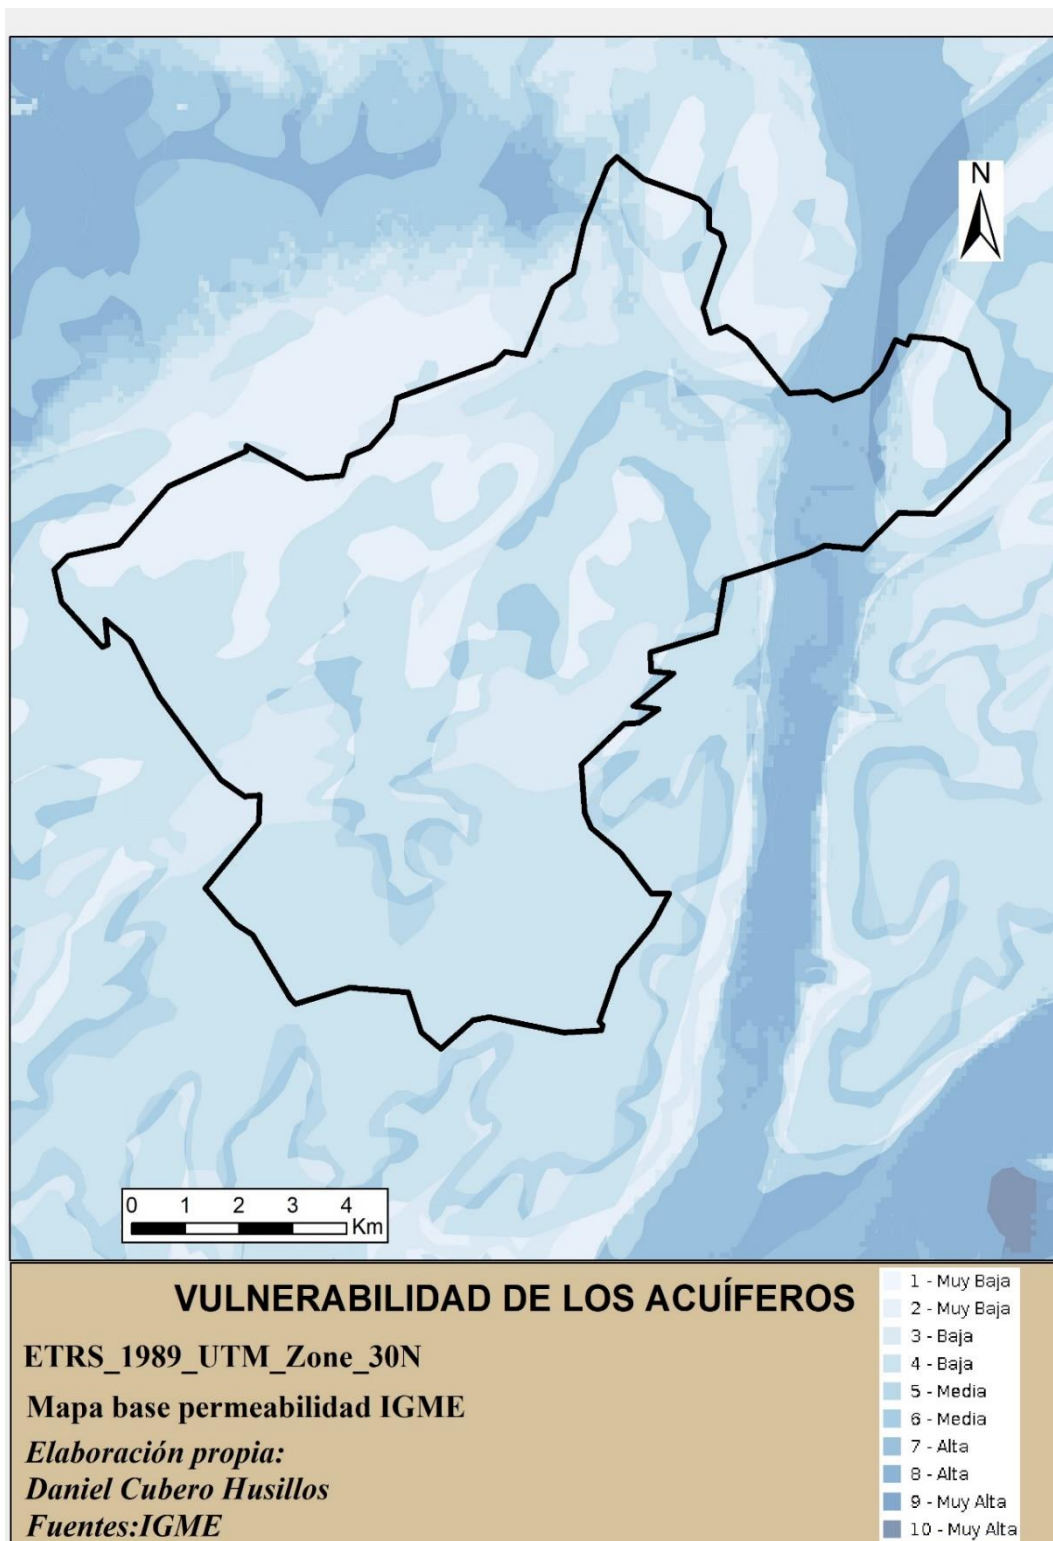 N
0 1 2 3 4
Km
VULNERABILIDAD DE LOS ACUÍFEROS
ETRS_1989_UTM_Zone_30N
Mapa base permeabilidad IGME
Elaboración propia:
Daniel Cubero Husillos
Fuentes:IGME
1 - Muy Baja
2 - Muy Baja
3 - Baja
4 - Baja
5 - Media
6 - Media
7 - Alta
8 - Alta
9 - Muy Alta
10 - Muy Alta